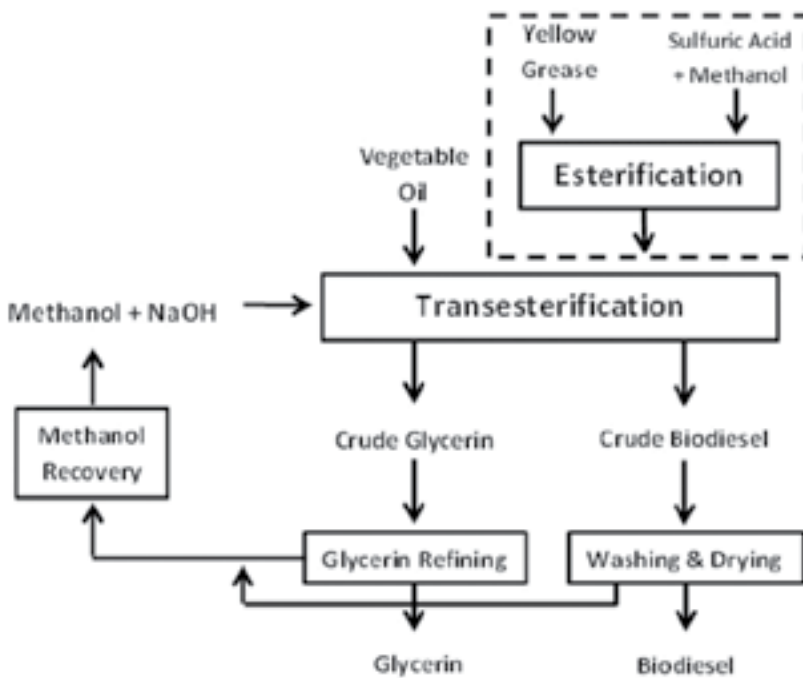 Yellow
Grease
Sulfuric Acid
+ Methanol
Esterification
Vegetable
Oil
Methanol + NaOH
Transesterification
Methanol
Recovery
Crude Glycerin
Crude Biodiesel
Glycerin Refining
Washing & Drying
Glycerin
Biodiesel